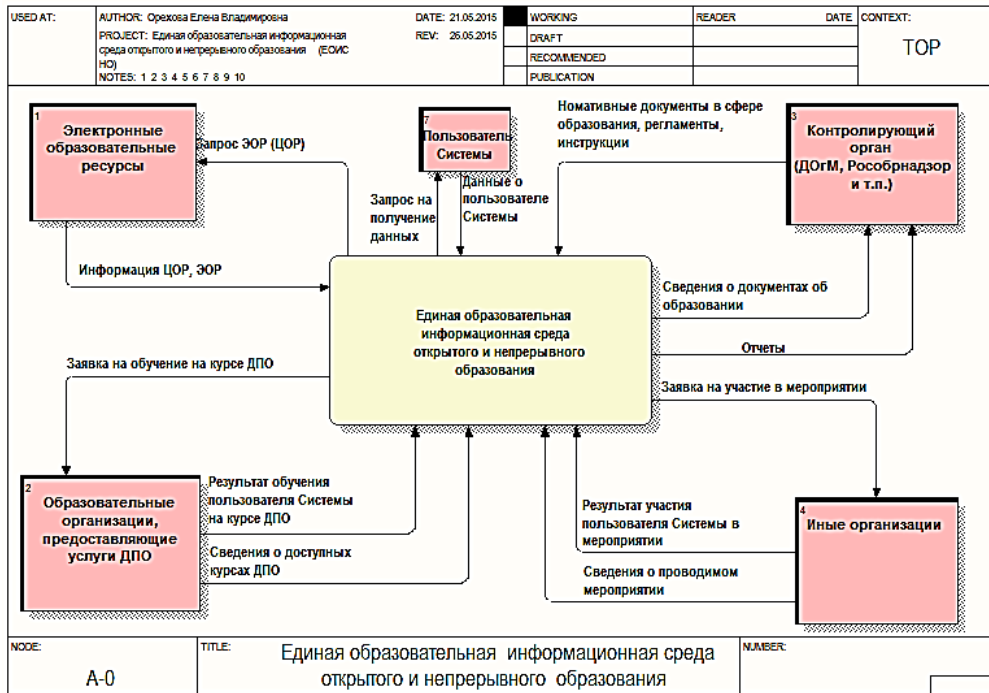 USED AT:
AUTHOR: Орехова Елена Владимировна
DATE: 21.05.2015
PROJECT: Единая образовательная информационная
среда открытого и непрерывного образования (ЕОИС
НО)
REV: 26.05.2015
NOTES: 1 2 3 4 5 6 7 8 9 10
WORKING
DRAFT
RECOMMENDED
PUBLICATION
READER DATE
CONTEXT:
TOP
1
Электронные
образовательные
ресурсы
Запрос ЭОР (ЦОР)
7
Пользователь
Системы
Номативные документы в сфере
образования, регламенты,
инструкции
3
Контролирующий
орган
(ДОгМ, Рособрнадзор
и т.п.)
Запрос на
получение
данных
Данные о
пользователе
Системы
Информация ЦОР, ЭОР
Сведения о документах об
образовании
Единая образовательная
информационная среда
открытого и непрерывного
образования
Отчеты
Заявка на обучение на курсе ДПО
Заявка на участие в мероприятии
2
Образовательные
организации,
предоставляющие
услуги ДПО
Результат обучения
пользователя Системы
на курсе ДПО
Сведения о доступных
курсах ДПО
Результат участия
пользователя Системы в
мероприятии
Сведения о проводимом
мероприятии
4
Иные организации
NODE:
A-0
TITLE:
Единая образовательная информационная среда
открытого и непрерывного образования
NUMBER: